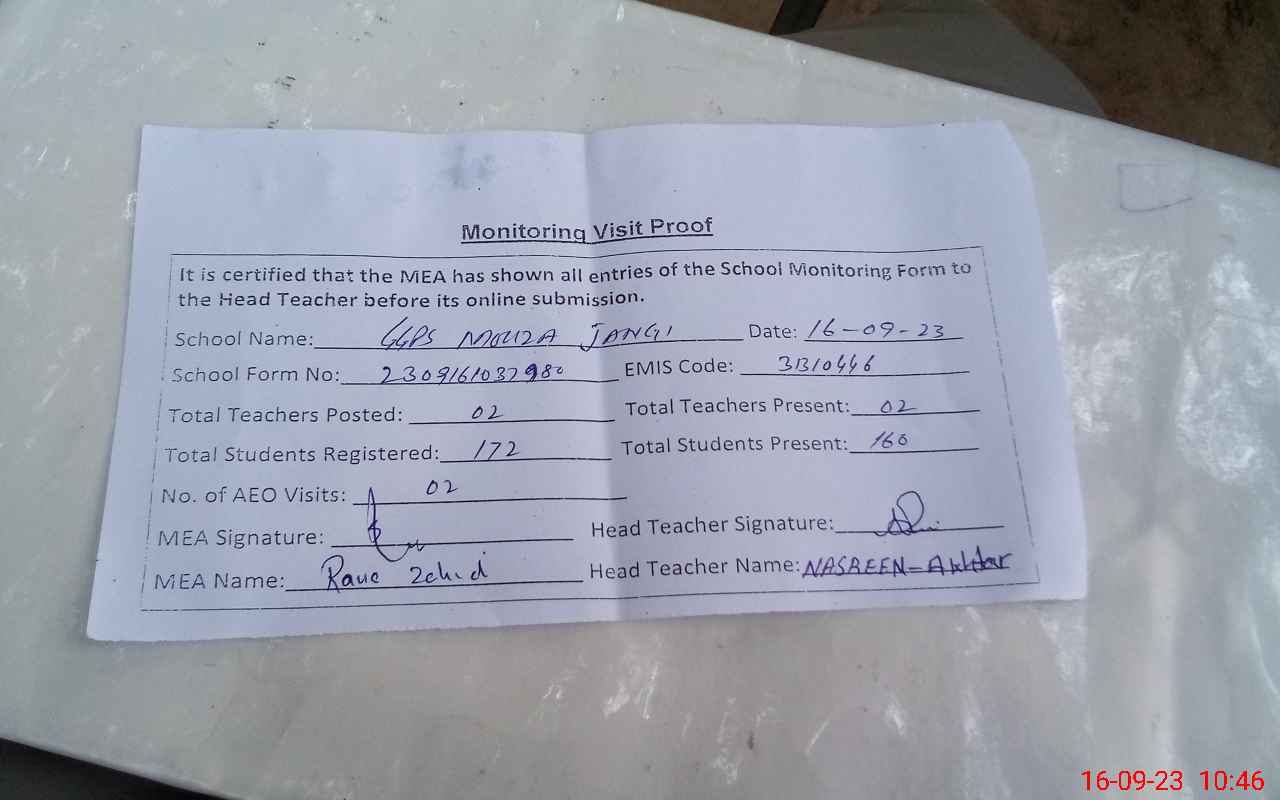 Monitoring Visit Proof
It is certified that the MEA has shown all entries of the School Monitoring Form to
the Head Teacher before its online submission.
School Name: GGPS MOUZA JANGI Date: 16-09-23
School Form No: 2309161037980 EMIS Code: 31310446
Total Teachers Posted: 02 Total Teachers Present: 02
Total Students Registered: 172 Total Students Present: 160
No. of AEO Visits: 02
MEA Signature: Head Teacher Signature:
MEA Name: Head Teacher Name: NASREEN-Akhtar
16-09-23 10:46